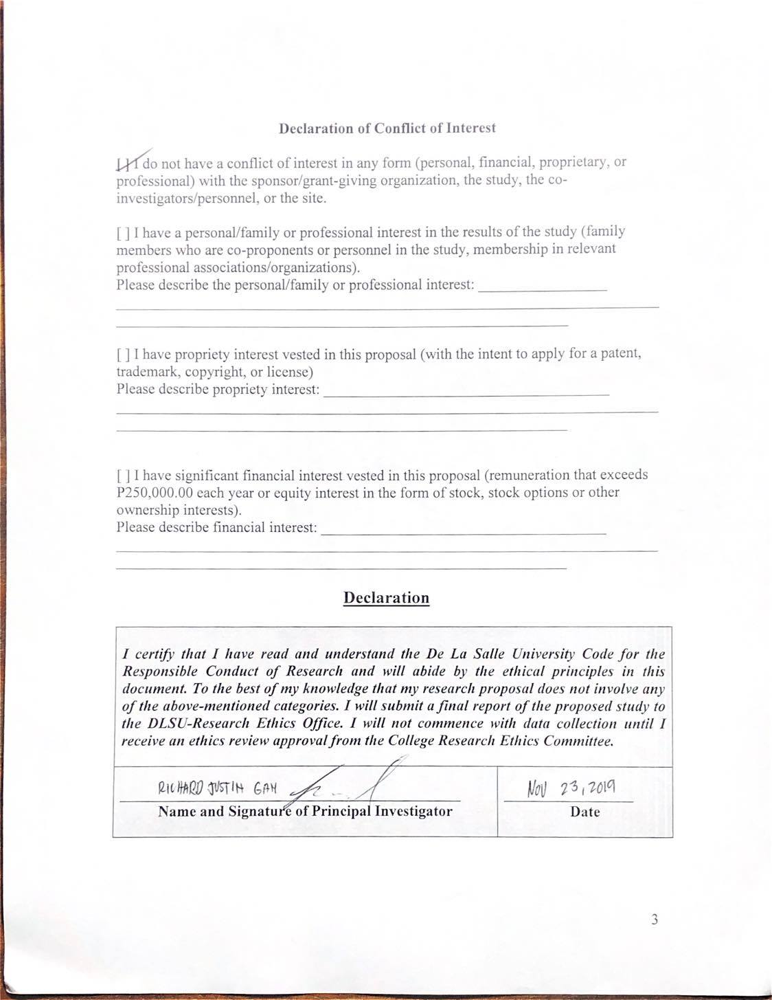 Declaration of Conflict of Interest
[ ] I do not have a conflict of interest in any form (personal, financial, proprietary, or
professional) with the sponsor/grant-giving organization, the study, the co-
investigators/personnel, or the site.
[ ] I have a personal/family or professional interest in the results of the study (family
members who are co-proponents or personnel in the study, membership in relevant
professional associations/organizations).
Please describe the personal/family or professional interest:
[ ] I have propriety interest vested in this proposal (with the intent to apply for a patent,
trademark, copyright, or license)
Please describe propriety interest:
[ ] I have significant financial interest vested in this proposal (remuneration that exceeds
P250,000.00 each year or equity interest in the form of stock, stock options or other
ownership interests).
Please describe financial interest:
Declaration
I certify that I have read and understand the De La Salle University Code for the
Responsible Conduct of Research and will abide by the ethical principles in this
document. To the best of my knowledge that my research proposal does not involve any
of the above-mentioned categories. I will submit a final report of the proposed study to
the DLSU-Research Ethics Office. I will not commence with data collection until I
receive an ethics review approval from the College Research Ethics Committee.
RICHARD JUSTIN NOV 23, 2019
Name and Signature of Principal Investigator Date
3